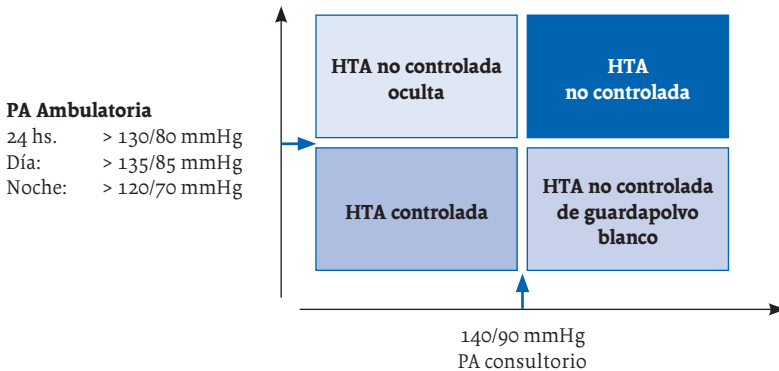 HTA no controlada
oculta
HTA
no controlada
PA Ambulatoria
24 hs. > 130/80 mmHg
Día: > 135/85 mmHg
Noche: > 120/70 mmHg
HTA controlada
HTA no controlada
de guardapolvo
blanco
140/90 mmHg
PA consultorio